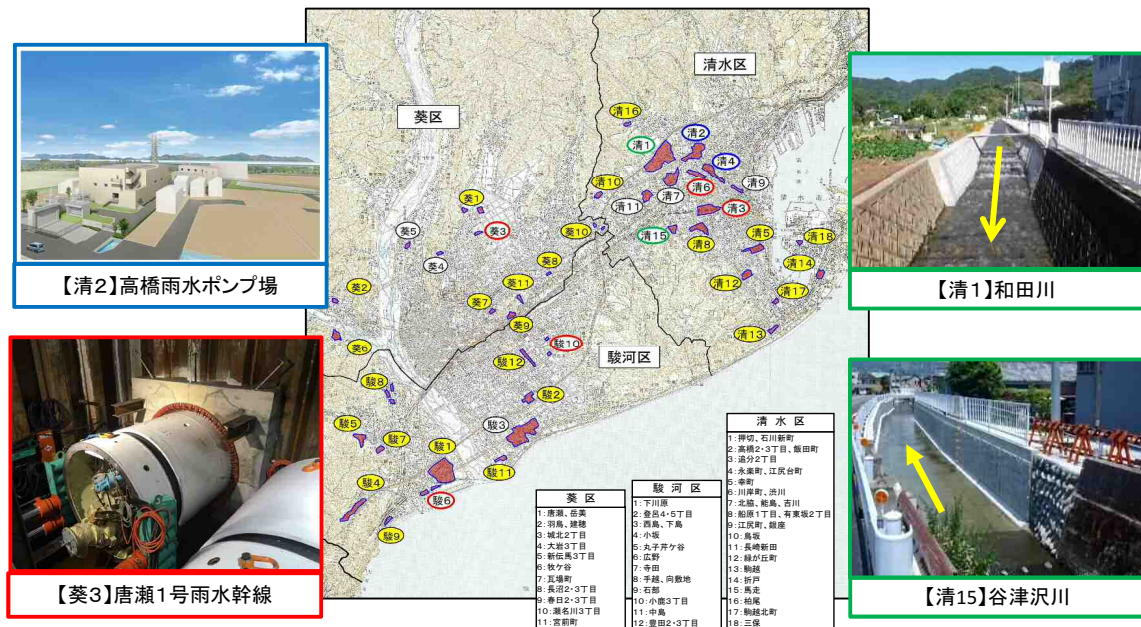 【清2】高橋雨水ポンプ場
【葵3】唐瀬1号雨水幹線
葵区
清水区
駿河区
清16
清1
清2
清4
清10
清11
清7
清6
清9
清3
清15
清8
清5
清18
清14
清12
清17
清13
葵1
葵5
葵3
葵10
葵4
葵8
葵2
葵11
葵7
葵9
葵6
駿10
駿12
駿8
駿2
駿5
駿3
駿7
駿1
駿11
駿4
駿6
駿9
葵 区
1:唐瀬、岳美
2:羽鳥、建穂
3:城北2丁目
4:大岩3丁目
5:新伝馬3丁目
6:牧ケ谷
7:瓦場町
8:長沼2・3丁目
9:春日2・3丁目
10:瀬名川3丁目
11:宮前町
駿 河 区
1:下川原
2:登呂4・5丁目
3:西島、下島
4:小坂
5:丸子芹ケ谷
6:広野
7:寺田
8:手越、向敷地
9:石部
10:小鹿3丁目
11:中島
12:豊田2・3丁目
清 水 区
1:押切、石川新町
2:高橋2・3丁目、飯田町
3:追分2丁目
4:永楽町、江尻台町
5:幸町
6:川岸町、渋川
7:北脇、能島、吉川
8:船原1丁目、有東坂2丁目
9:江尻町、銀座
10:鳥坂
11:長崎新田
12:緑が丘町
13:駒越
14:折戸
15:馬走
16:柏尾
17:駒越北町
18:三保
【清1】和田川
【清15】谷津沢川